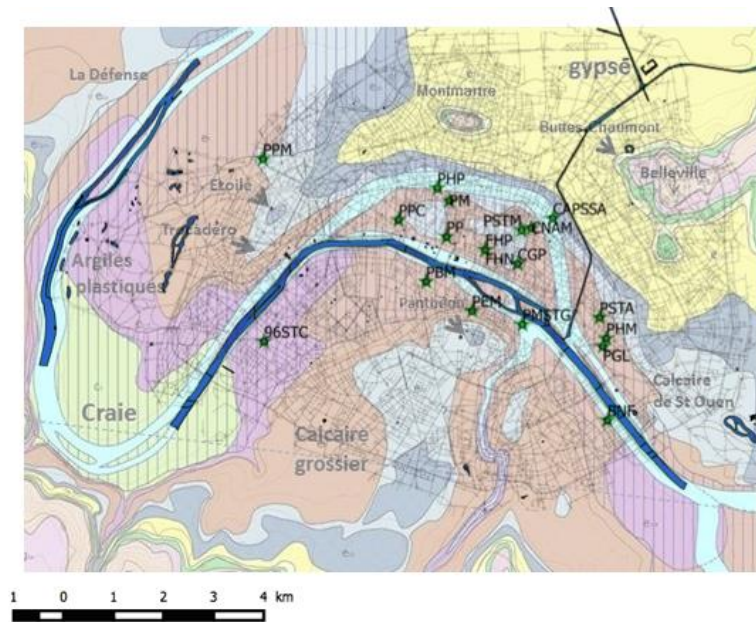 La Défense
gypse
Montmartre
Buttes-Chaumont
Belleville
PPM
Etoile
PHP
PM
PPC
CAPSSA
PSTM
CNAM
Trocadéro
PP
FHP
FHN
CGP
Argiles
plastiques
PBM
Panthéon
PEM
PMSTG
PSTA
96STC
PHM
PGL
Calcaire
de St Ouen
Craie
BNF
Calcaire
grossier
1 0 1 2 3 4 km